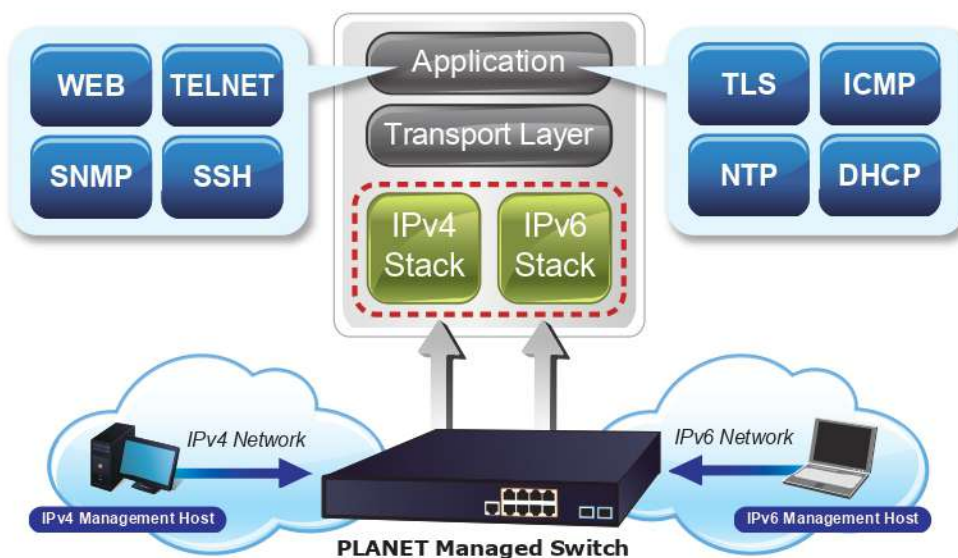 WEB
TELNET
SNMP
SSH
Application
Transport Layer
IPv4
Stack
IPv6
Stack
TLS
ICMP
NTP
DHCP
IPv4 Network
IPv6 Network
IPv4 Management Host
IPv6 Management Host
PLANET Managed Switch